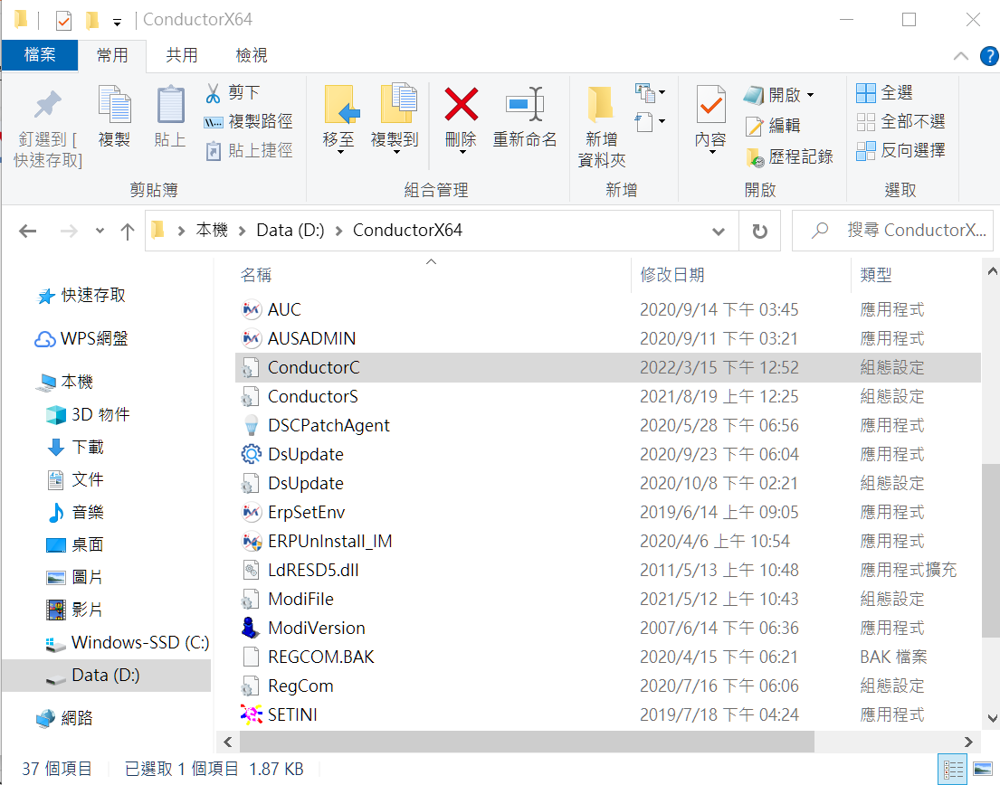 ConductorX64
檔案 常用 共用 檢視
釘選到 [
快速存取]
複製
貼上
剪下
複製路徑
貼上捷徑
剪貼簿
移至
複製到
刪除
重新命名
組合管理
新增
資料夾
新增
內容
開啟
編輯
歷程記錄
開啟
全選
全部不選
反向選擇
選取
本機 > Data (D:) > ConductorX64
搜尋 ConductorX...
快速存取
WPS網盤
本機
3D 物件
下載
文件
音樂
桌面
圖片
影片
Windows-SSD (C:)
Data (D:)
網路
名稱 修改日期 類型
AUC 2020/9/14 下午 03:45 應用程式
AUSADMIN 2020/9/11 下午 03:21 應用程式
ConductorC 2022/3/15 下午 12:52 組態設定
ConductorS 2021/8/19 上午 12:25 組態設定
DSCPatchAgent 2020/5/28 下午 06:56 應用程式
DsUpdate 2020/9/23 下午 06:04 應用程式
DsUpdate 2020/10/8 下午 02:21 組態設定
ErpSetEnv 2019/6/14 上午 09:05 應用程式
ERPUnInstall_IM 2020/4/6 上午 10:54 應用程式
LdRESD5.dll 2011/5/13 上午 10:48 應用程式擴充
ModiFile 2021/5/12 上午 10:43 組態設定
ModiVersion 2007/6/14 下午 06:36 應用程式
REGCOM.BAK 2020/4/15 下午 06:21 BAK 檔案
RegCom 2020/7/16 下午 06:06 組態設定
SETINI 2019/7/18 下午 04:24 應用程式
37 個項目 已選取 1 個項目 1.87 KB